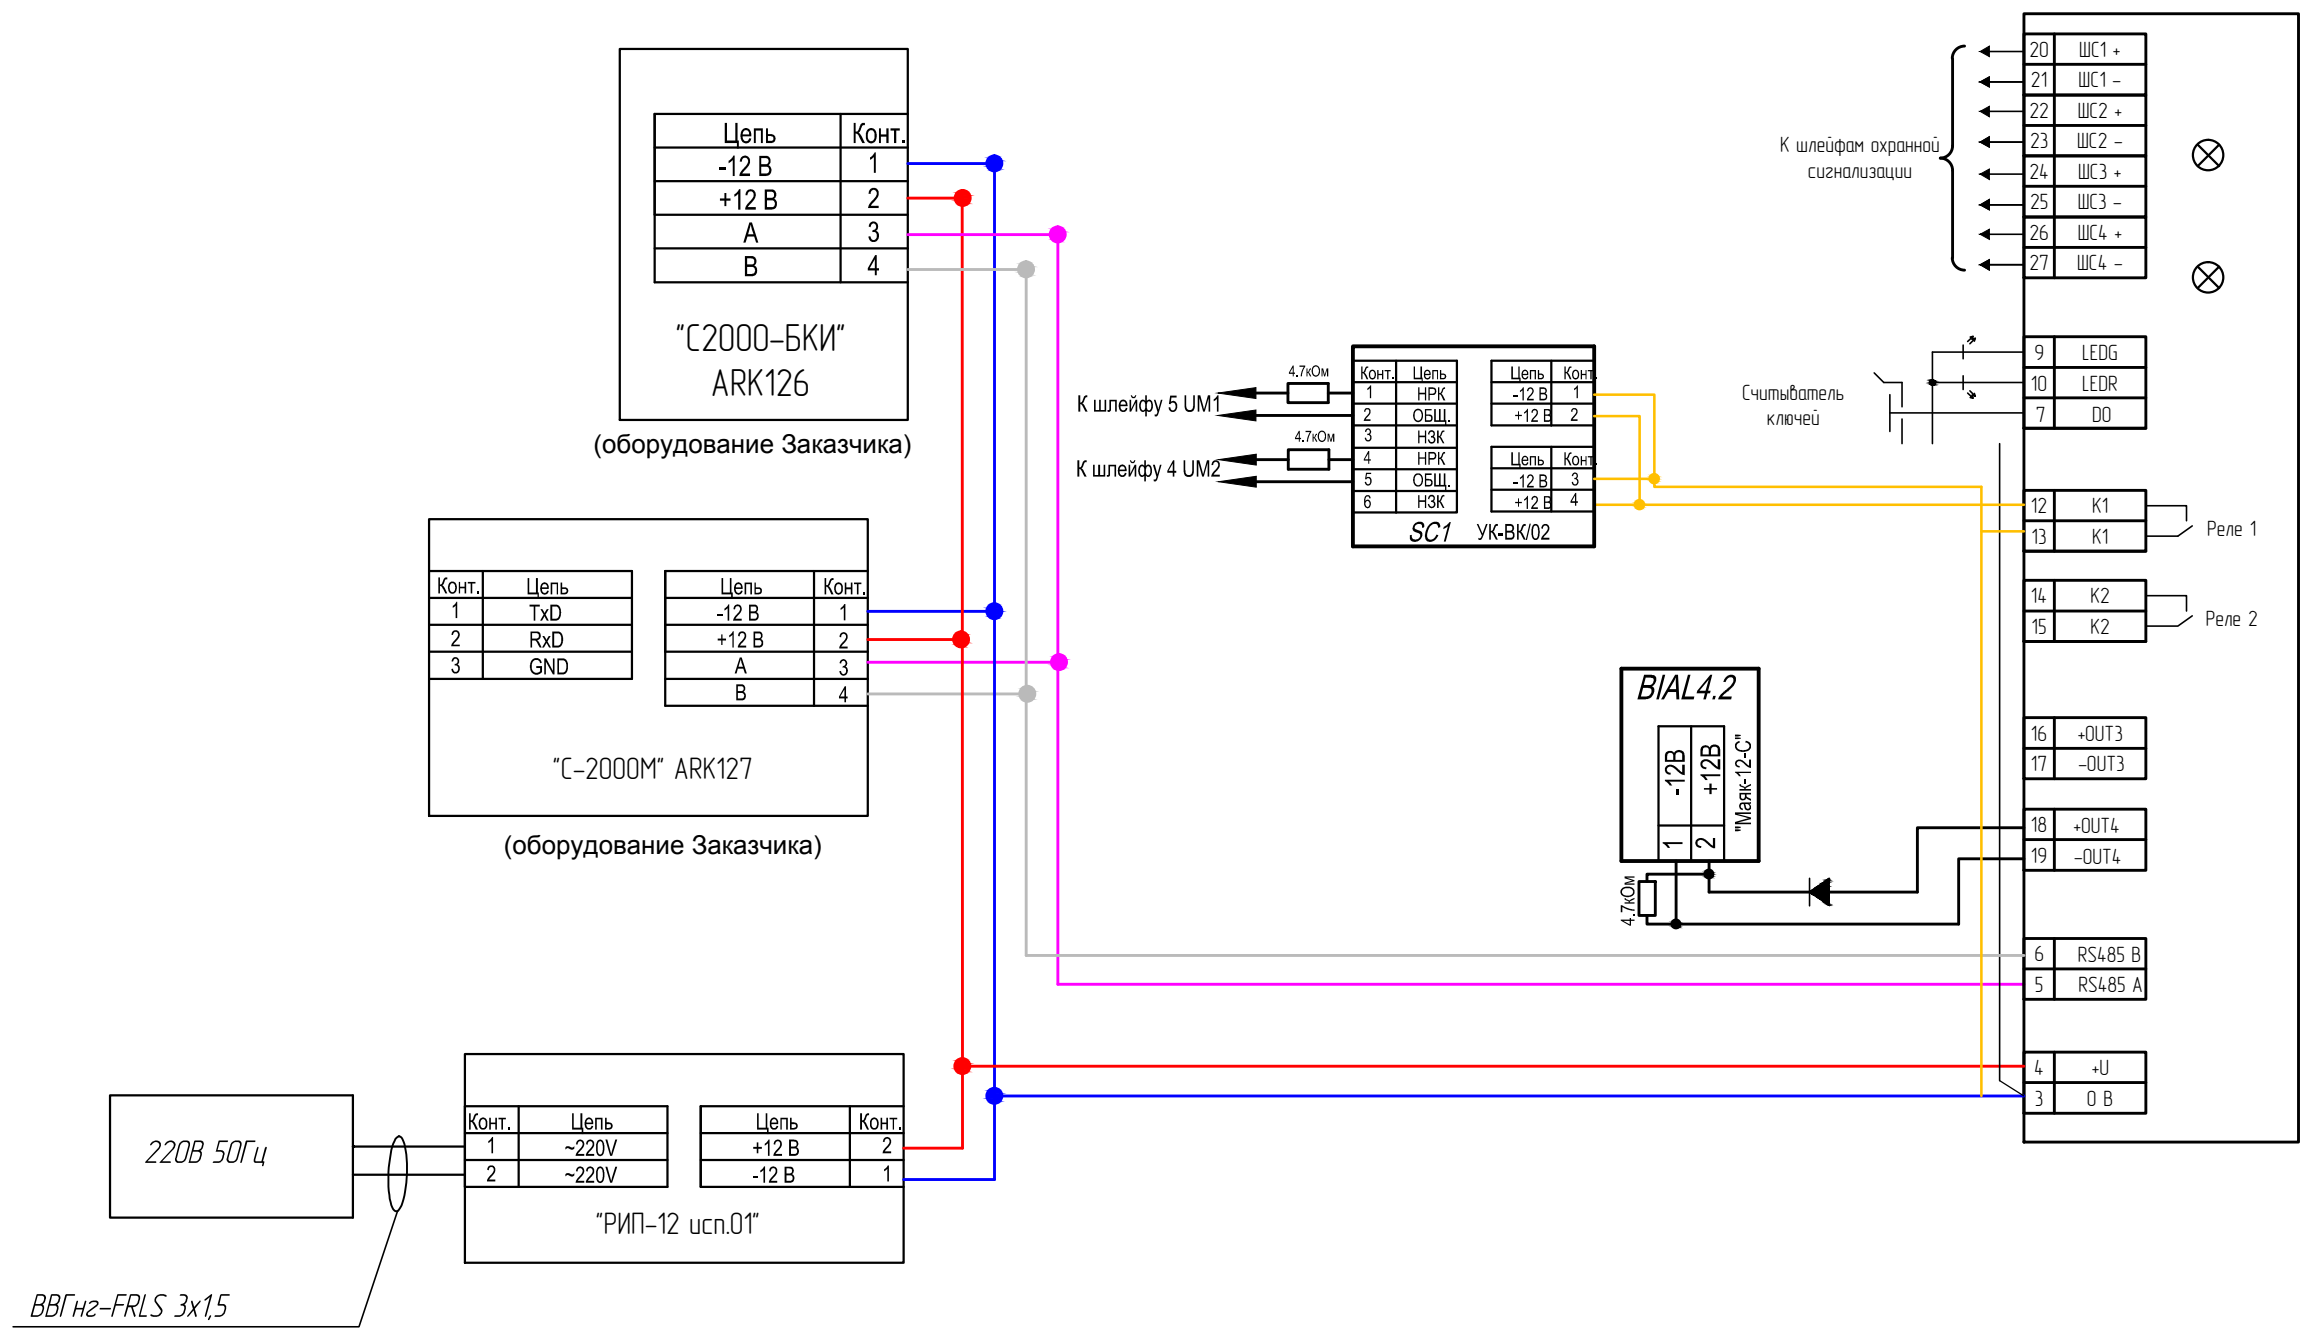 Цепь Конт.
-12 В 1
+12 В 2
А 3
В 4
"С2000-БКИ"
ARK126
(оборудование Заказчика)
Конт. Цепь
1 TxD
2 RxD
3 GND
Цепь Конт.
-12 В 1
+12 В 2
А 3
В 4
"С-2000М" ARK127
(оборудование Заказчика)
220В 50Гц
ВВГнг-FRLS 3х1,5
Конт. Цепь
1 ~220V
2 ~220V
Цепь Конт.
+12 В 2
-12 В 1
"РИП-12 исп.01"
К шлейфу 5 UM1
4.7кОм
К шлейфу 4 UM2
4.7кОм
Конт. Цепь
1 НРК
2 ОБЩ.
3 НЗК
4 НРК
5 ОБЩ.
6 НЗК
Цепь Конт.
-12 В 1
+12 В 2
Цепь Конт.
-12 В 3
+12 В 4
SC1 УК-ВК/02
BIAL4.2
-12В
+12В
1
2
"Маяк-12-С"
4.7кОм
К шлейфам охранной
сигнализации
Считыватель
ключей
20 ШС1 +
21 ШС1 -
22 ШС2 +
23 ШС2 -
24 ШС3 +
25 ШС3 -
26 ШС4 +
27 ШС4 -
9 LEDG
10 LEDR
7 DO
12 К1
13 К1
Реле 1
14 К2
15 К2
Реле 2
16 +OUT3
17 -OUT3
18 +OUT4
19 -OUT4
6 RS485 B
5 RS485 A
4 +U
3 0 В